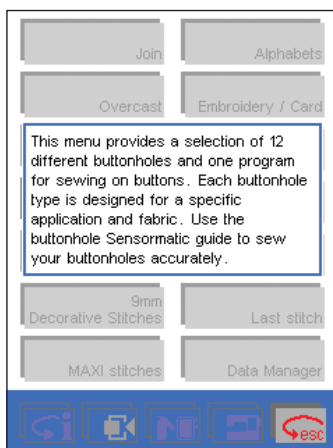 Join
Alphabets
Overcast
Embroidery / Card
This menu provides a selection of 12
different buttonholes and one program
for sewing on buttons. Each buttonhole
type is designed for a specific
application and fabric. Use the
buttonhole Sensormatic guide to sew
your buttonholes accurately.
9mm
Decorative Stitches
Last stitch
MAXI stitches
Data Manager
i
esc